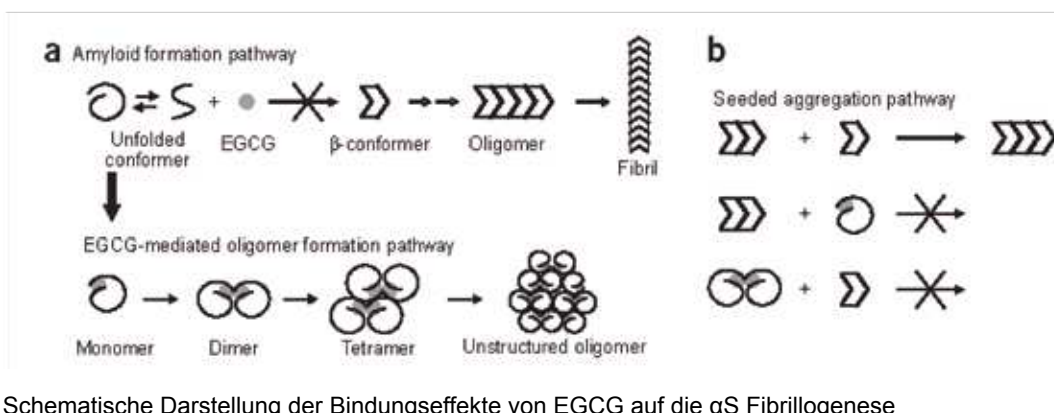 a Amyloid formation pathway
+
Unfolded
conformer
EGCG
β-conformer
Oligomer
Fibril
EGCG-mediated oligomer formation pathway
Monomer
Dimer
Tetramer
Unstructured oligomer
b
Seeded aggregation pathway
+
+
+
Schematische Darstellung der Bindungseffekte von EGCG auf die αS Fibrillogenese